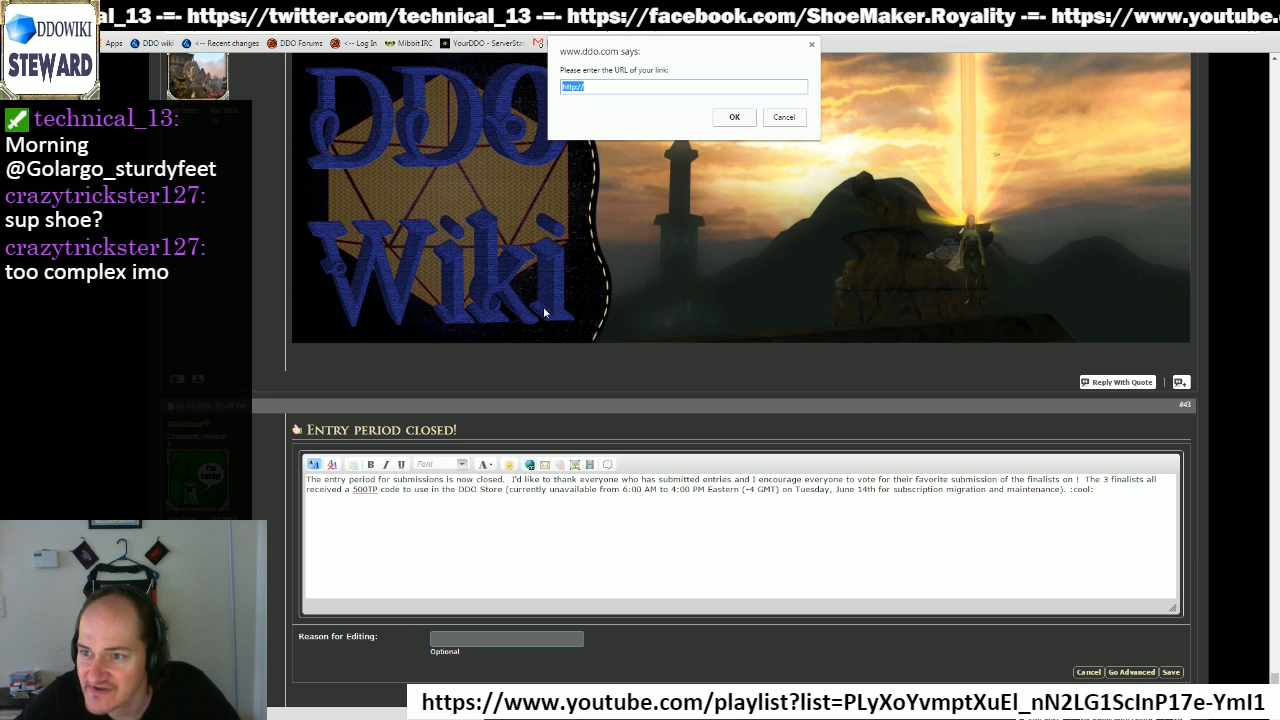 al_13 -=- https://twitter.com/technical_13 -=- https://facebook.com/ShoeMaker.Royality -=- https://www.youtube.
DDOWIKI
STEWARD
Apps DDO wiki <-- Recent changes DDO Forums <-- Log In Mibbit IRC YourDDO - ServerStat
www.ddo.com says:
Please enter the URL of your link:
http://
OK Cancel
technical_13:
Morning
@Golargo_sturdyfeet
crazytrickster127:
sup shoe?
crazytrickster127:
too complex imo
DDO
Wiki
Reply With Quote
#43
Entry period closed!
Font
The entry period for submissions is now closed. I'd like to thank everyone who has submitted entries and I encourage everyone to vote for their favorite submission of the finalists on ! The 3 finalists all
received a 500TP code to use in the DDO Store (currently unavailable from 6:00 AM to 4:00 PM Eastern (-4 GMT) on Tuesday, June 14th for subscription migration and maintenance). :cool:
Reason for Editing:
Optional
Cancel Go Advanced Save
https://www.youtube.com/playlist?list=PLyXoYvmptXuEl_nN2LG1ScInP17e-YmI1